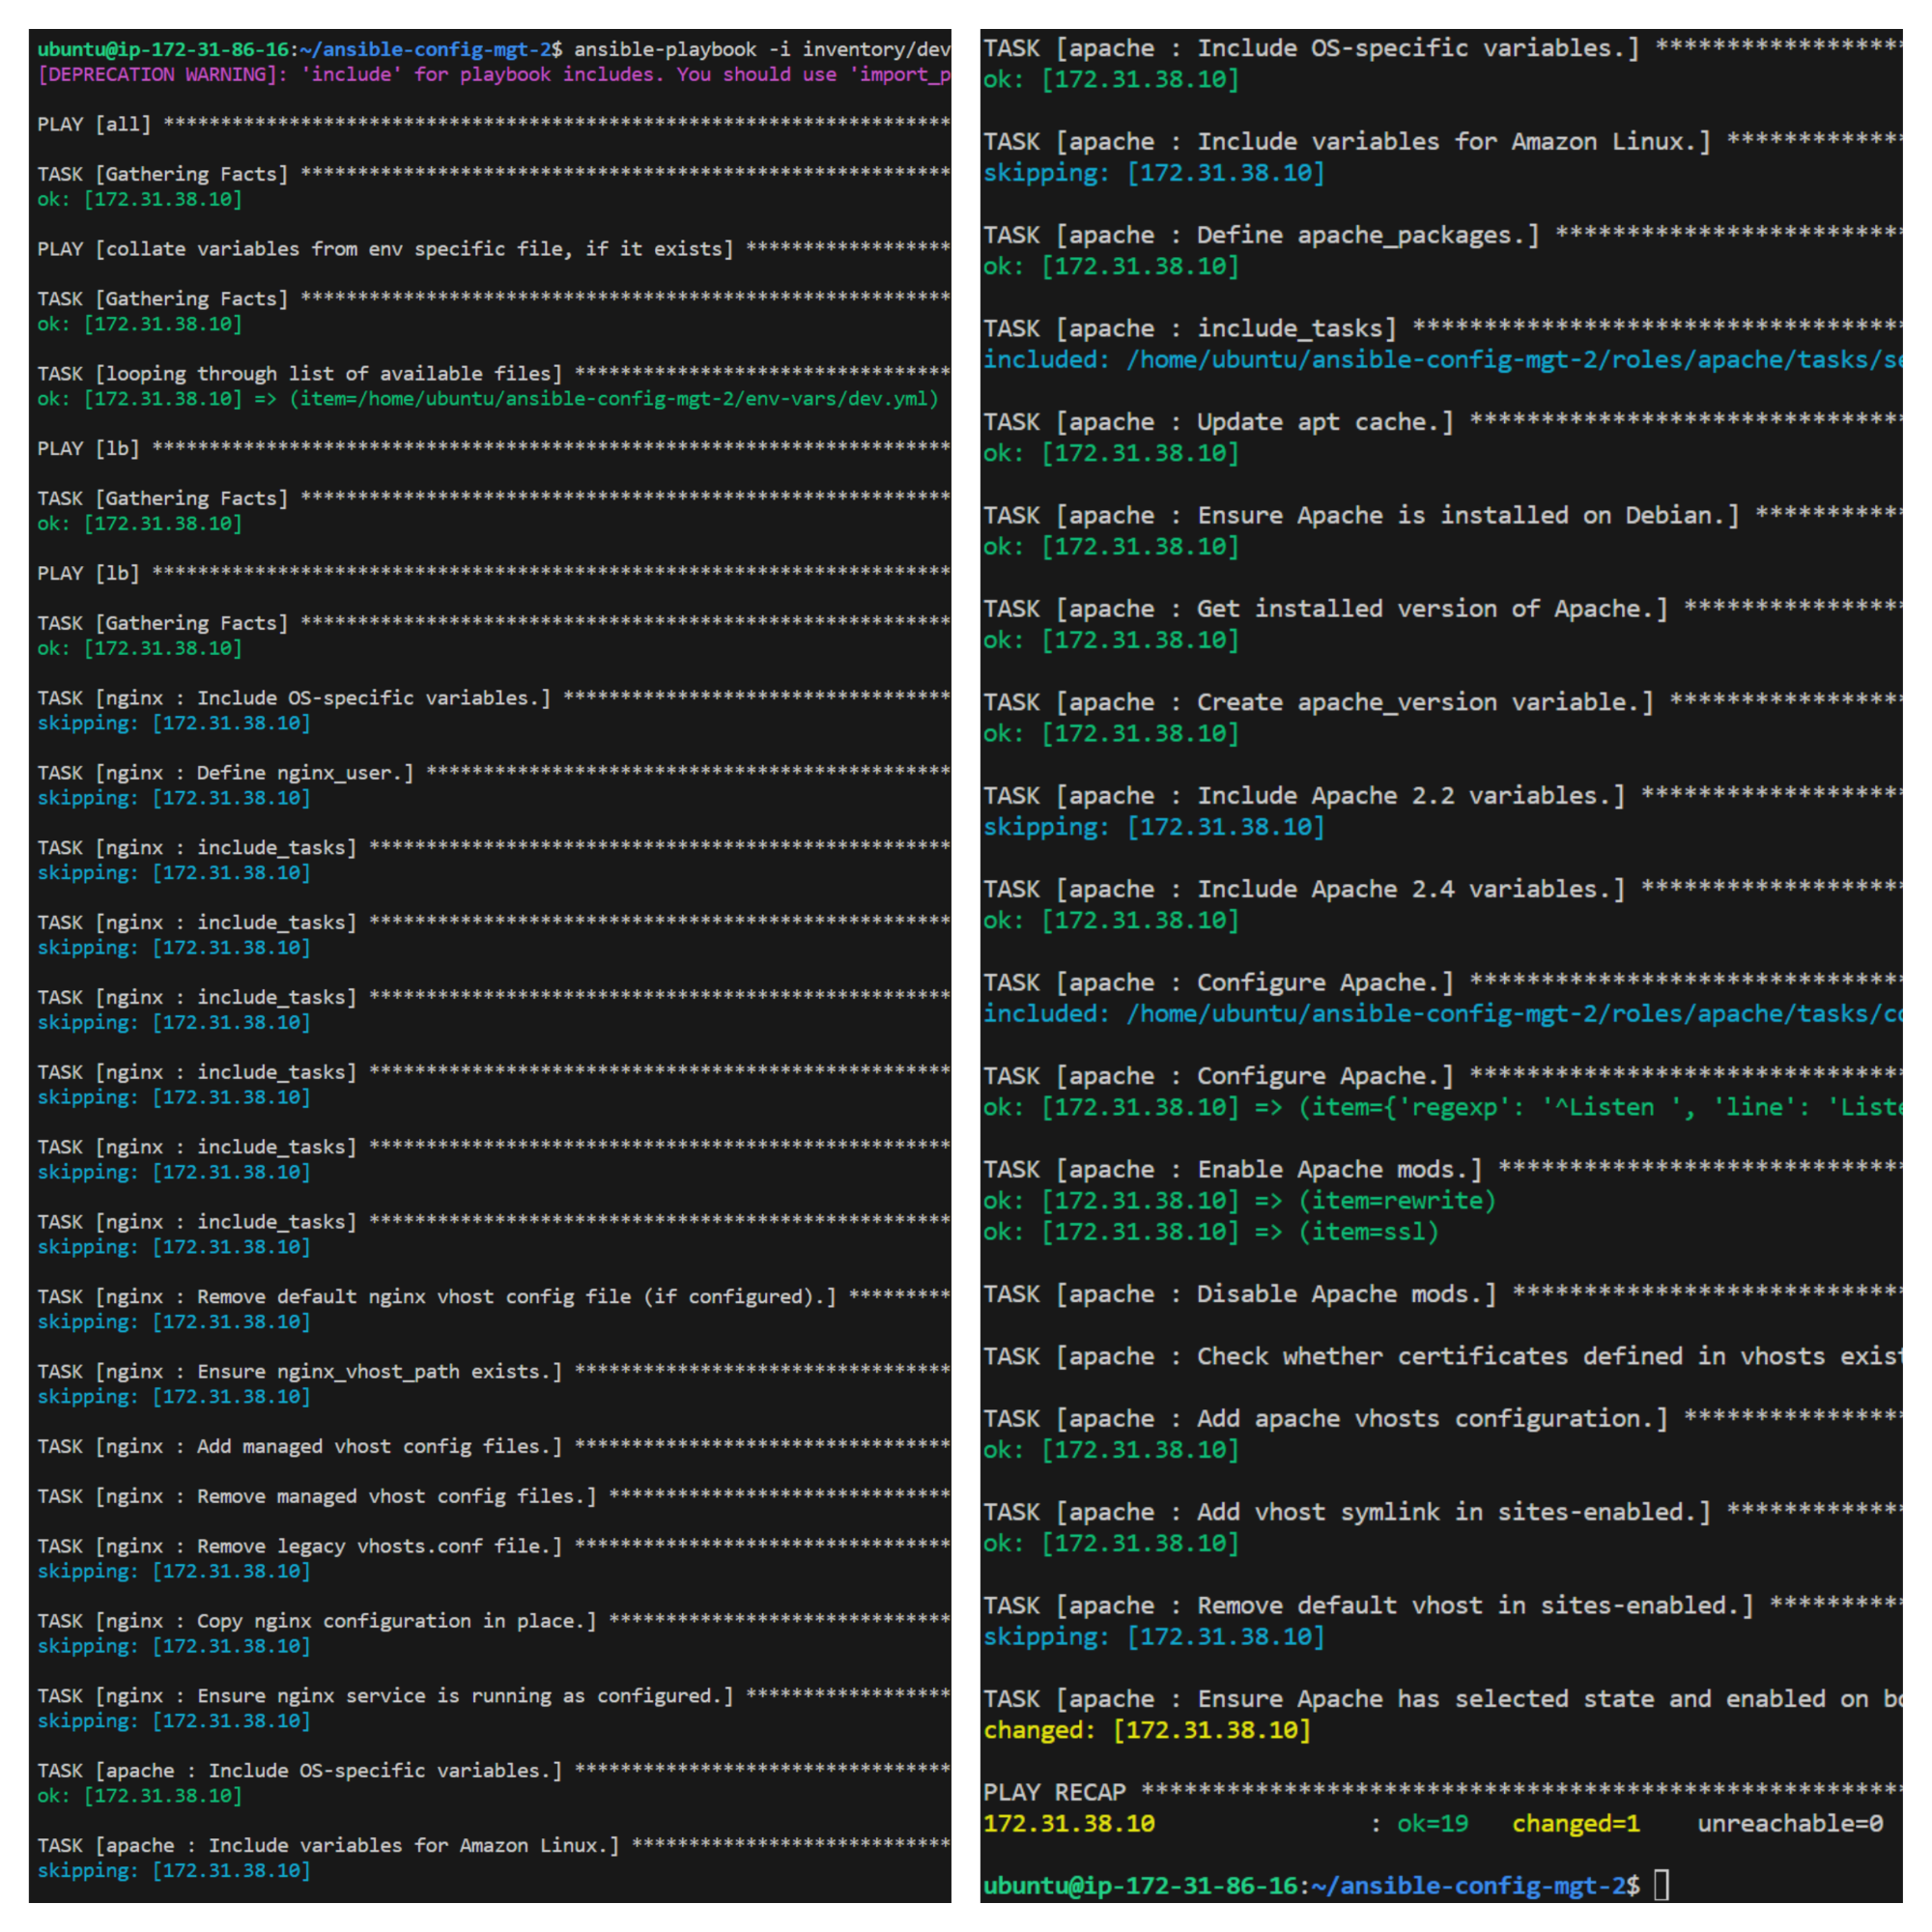 ubuntu@ip-172-31-86-16:~/ansible-config-mgt-2$ ansible-playbook -i inventory/dev
[DEPRECATION WARNING]: 'include' for playbook includes. You should use 'import_p
PLAY [all] *********************************************************************
TASK [Gathering Facts] *********************************************************
ok: [172.31.38.10]
PLAY [collate variables from env specific file, if it exists] ******************
TASK [Gathering Facts] *********************************************************
ok: [172.31.38.10]
TASK [looping through list of available files] *********************************
ok: [172.31.38.10] => (item=/home/ubuntu/ansible-config-mgt-2/env-vars/dev.yml)
PLAY [lb] **********************************************************************
TASK [Gathering Facts] *********************************************************
ok: [172.31.38.10]
PLAY [lb] **********************************************************************
TASK [Gathering Facts] *********************************************************
ok: [172.31.38.10]
TASK [nginx : Include OS-specific variables.] **********************************
skipping: [172.31.38.10]
TASK [nginx : Define nginx_user.] **********************************************
skipping: [172.31.38.10]
TASK [nginx : include_tasks] ***************************************************
skipping: [172.31.38.10]
TASK [nginx : include_tasks] ***************************************************
skipping: [172.31.38.10]
TASK [nginx : include_tasks] ***************************************************
skipping: [172.31.38.10]
TASK [nginx : include_tasks] ***************************************************
skipping: [172.31.38.10]
TASK [nginx : include_tasks] ***************************************************
skipping: [172.31.38.10]
TASK [nginx : include_tasks] ***************************************************
skipping: [172.31.38.10]
TASK [nginx : Remove default nginx vhost config file (if configured).] *********
skipping: [172.31.38.10]
TASK [nginx : Ensure nginx_vhost_path exists.] *********************************
skipping: [172.31.38.10]
TASK [nginx : Add managed vhost config files.] *********************************
TASK [nginx : Remove managed vhost config files.] ******************************
TASK [nginx : Remove legacy vhosts.conf file.] *********************************
skipping: [172.31.38.10]
TASK [nginx : Copy nginx configuration in place.] ******************************
skipping: [172.31.38.10]
TASK [nginx : Ensure nginx service is running as configured.] ******************
skipping: [172.31.38.10]
TASK [apache : Include OS-specific variables.] *********************************
ok: [172.31.38.10]
TASK [apache : Include variables for Amazon Linux.] ****************************
skipping: [172.31.38.10]
TASK [apache : Include OS-specific variables.] *****************
ok: [172.31.38.10]
TASK [apache : Include variables for Amazon Linux.] ************
skipping: [172.31.38.10]
TASK [apache : Define apache_packages.] ************************
ok: [172.31.38.10]
TASK [apache : include_tasks] **********************************
included: /home/ubuntu/ansible-config-mgt-2/roles/apache/tasks/se
TASK [apache : Update apt cache.] ******************************
ok: [172.31.38.10]
TASK [apache : Ensure Apache is installed on Debian.] **********
ok: [172.31.38.10]
TASK [apache : Get installed version of Apache.] ***************
ok: [172.31.38.10]
TASK [apache : Create apache_version variable.] ****************
ok: [172.31.38.10]
TASK [apache : Include Apache 2.2 variables.] ******************
skipping: [172.31.38.10]
TASK [apache : Include Apache 2.4 variables.] ******************
ok: [172.31.38.10]
TASK [apache : Configure Apache.] ******************************
included: /home/ubuntu/ansible-config-mgt-2/roles/apache/tasks/co
TASK [apache : Configure Apache.] ******************************
ok: [172.31.38.10] => (item={'regexp': '^Listen ', 'line': 'Liste
TASK [apache : Enable Apache mods.] ****************************
ok: [172.31.38.10] => (item=rewrite)
ok: [172.31.38.10] => (item=ssl)
TASK [apache : Disable Apache mods.] ***************************
TASK [apache : Check whether certificates defined in vhosts exist
TASK [apache : Add apache vhosts configuration.] ***************
ok: [172.31.38.10]
TASK [apache : Add vhost symlink in sites-enabled.] ************
ok: [172.31.38.10]
TASK [apache : Remove default vhost in sites-enabled.] *********
skipping: [172.31.38.10]
TASK [apache : Ensure Apache has selected state and enabled on bo
changed: [172.31.38.10]
PLAY RECAP *****************************************************
172.31.38.10 : ok=19 changed=1 unreachable=0
ubuntu@ip-172-31-86-16:~/ansible-config-mgt-2$